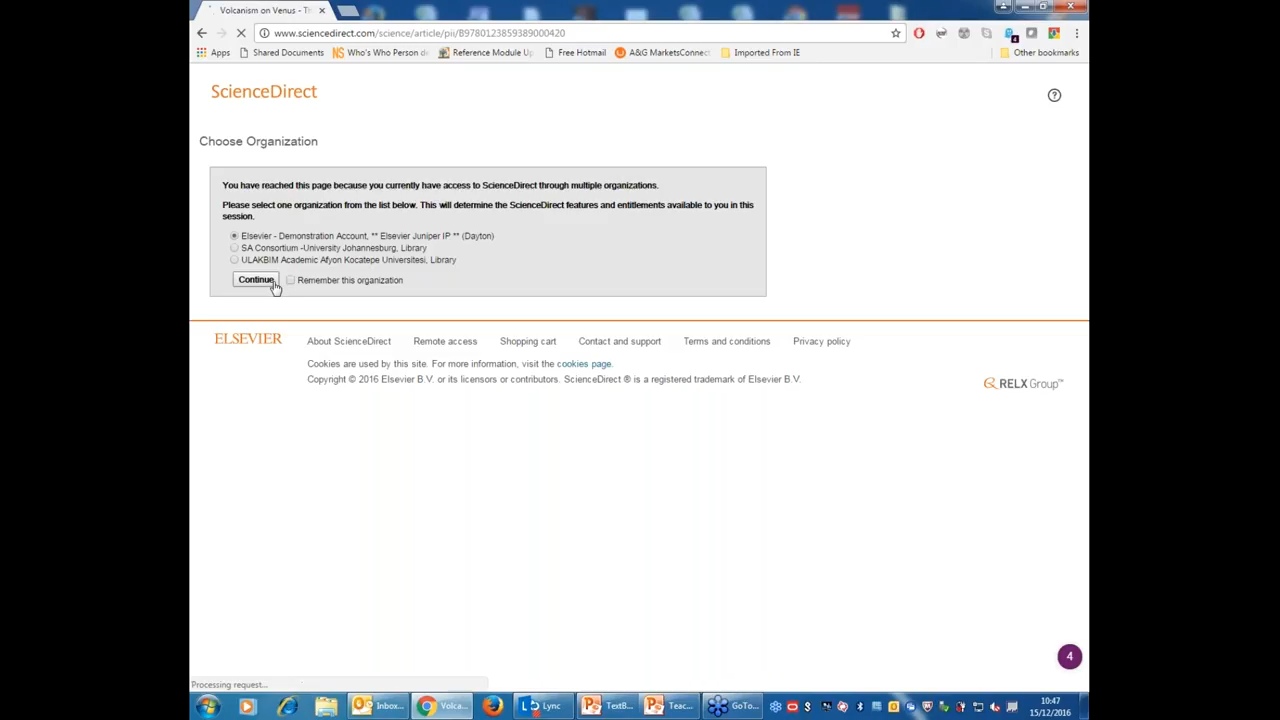 Volcanism on Venus - Th
www.sciencedirect.com/science/article/pii/B9780123859389000420
Apps
Shared Documents
Who's Who Person de
Reference Module Up
Free Hotmail
A&G MarketsConnect
Imported From IE
Other bookmarks
ScienceDirect
Choose Organization
You have reached this page because you currently have access to ScienceDirect through multiple organizations.
Please select one organization from the list below. This will determine the ScienceDirect features and entitlements available to you in this
session.
Elsevier - Demonstration Account, ** Elsevier Juniper IP ** (Dayton)
SA Consortium -University Johannesburg, Library
ULAKBIM Academic Afyon Kocatepe Universitesi, Library
Continue
Remember this organization
ELSEVIER
About ScienceDirect
Remote access
Shopping cart
Contact and support
Terms and conditions
Privacy policy
Cookies are used by this site. For more information, visit the cookies page.
Copyright © 2016 Elsevier B.V. or its licensors or contributors. ScienceDirect ® is a registered trademark of Elsevier B.V.
RELX Group™
4
Processing request...
Inbox...
Volca...
Lync
TextB...
Teac...
GoTo...
10:47
15/12/2016